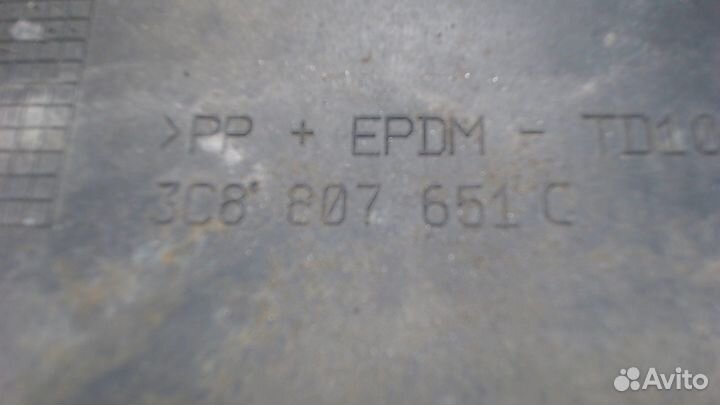 >PP + EPDM - TD10
3C8 807 651 C
Avito